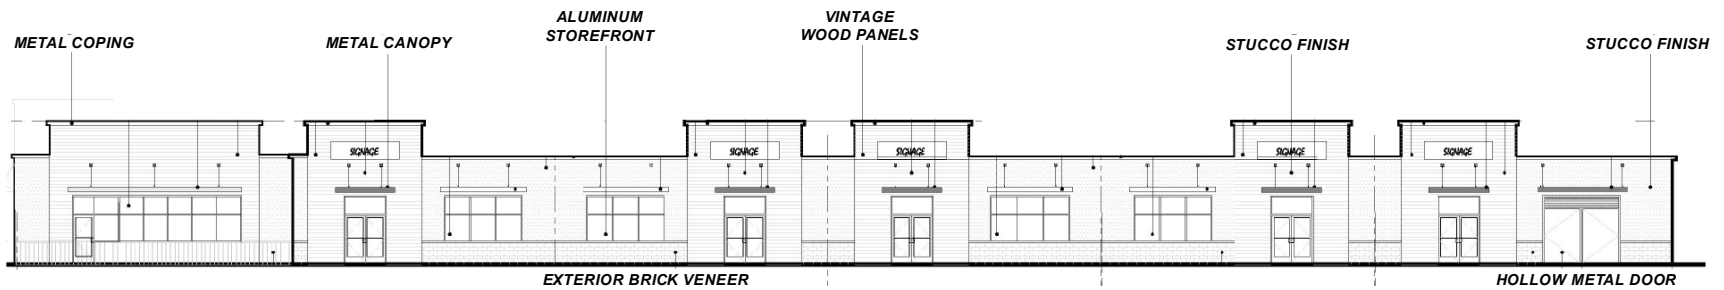 ALUMINUM
STOREFRONT
VINTAGE
WOOD PANELS
METAL COPING
METAL CANOPY
STUCCO FINISH
STUCCO FINISH
SIGNAGE
SIGNAGE
SIGNAGE
SIGNAGE
SIGNAGE
EXTERIOR BRICK VENEER
HOLLOW METAL DOOR